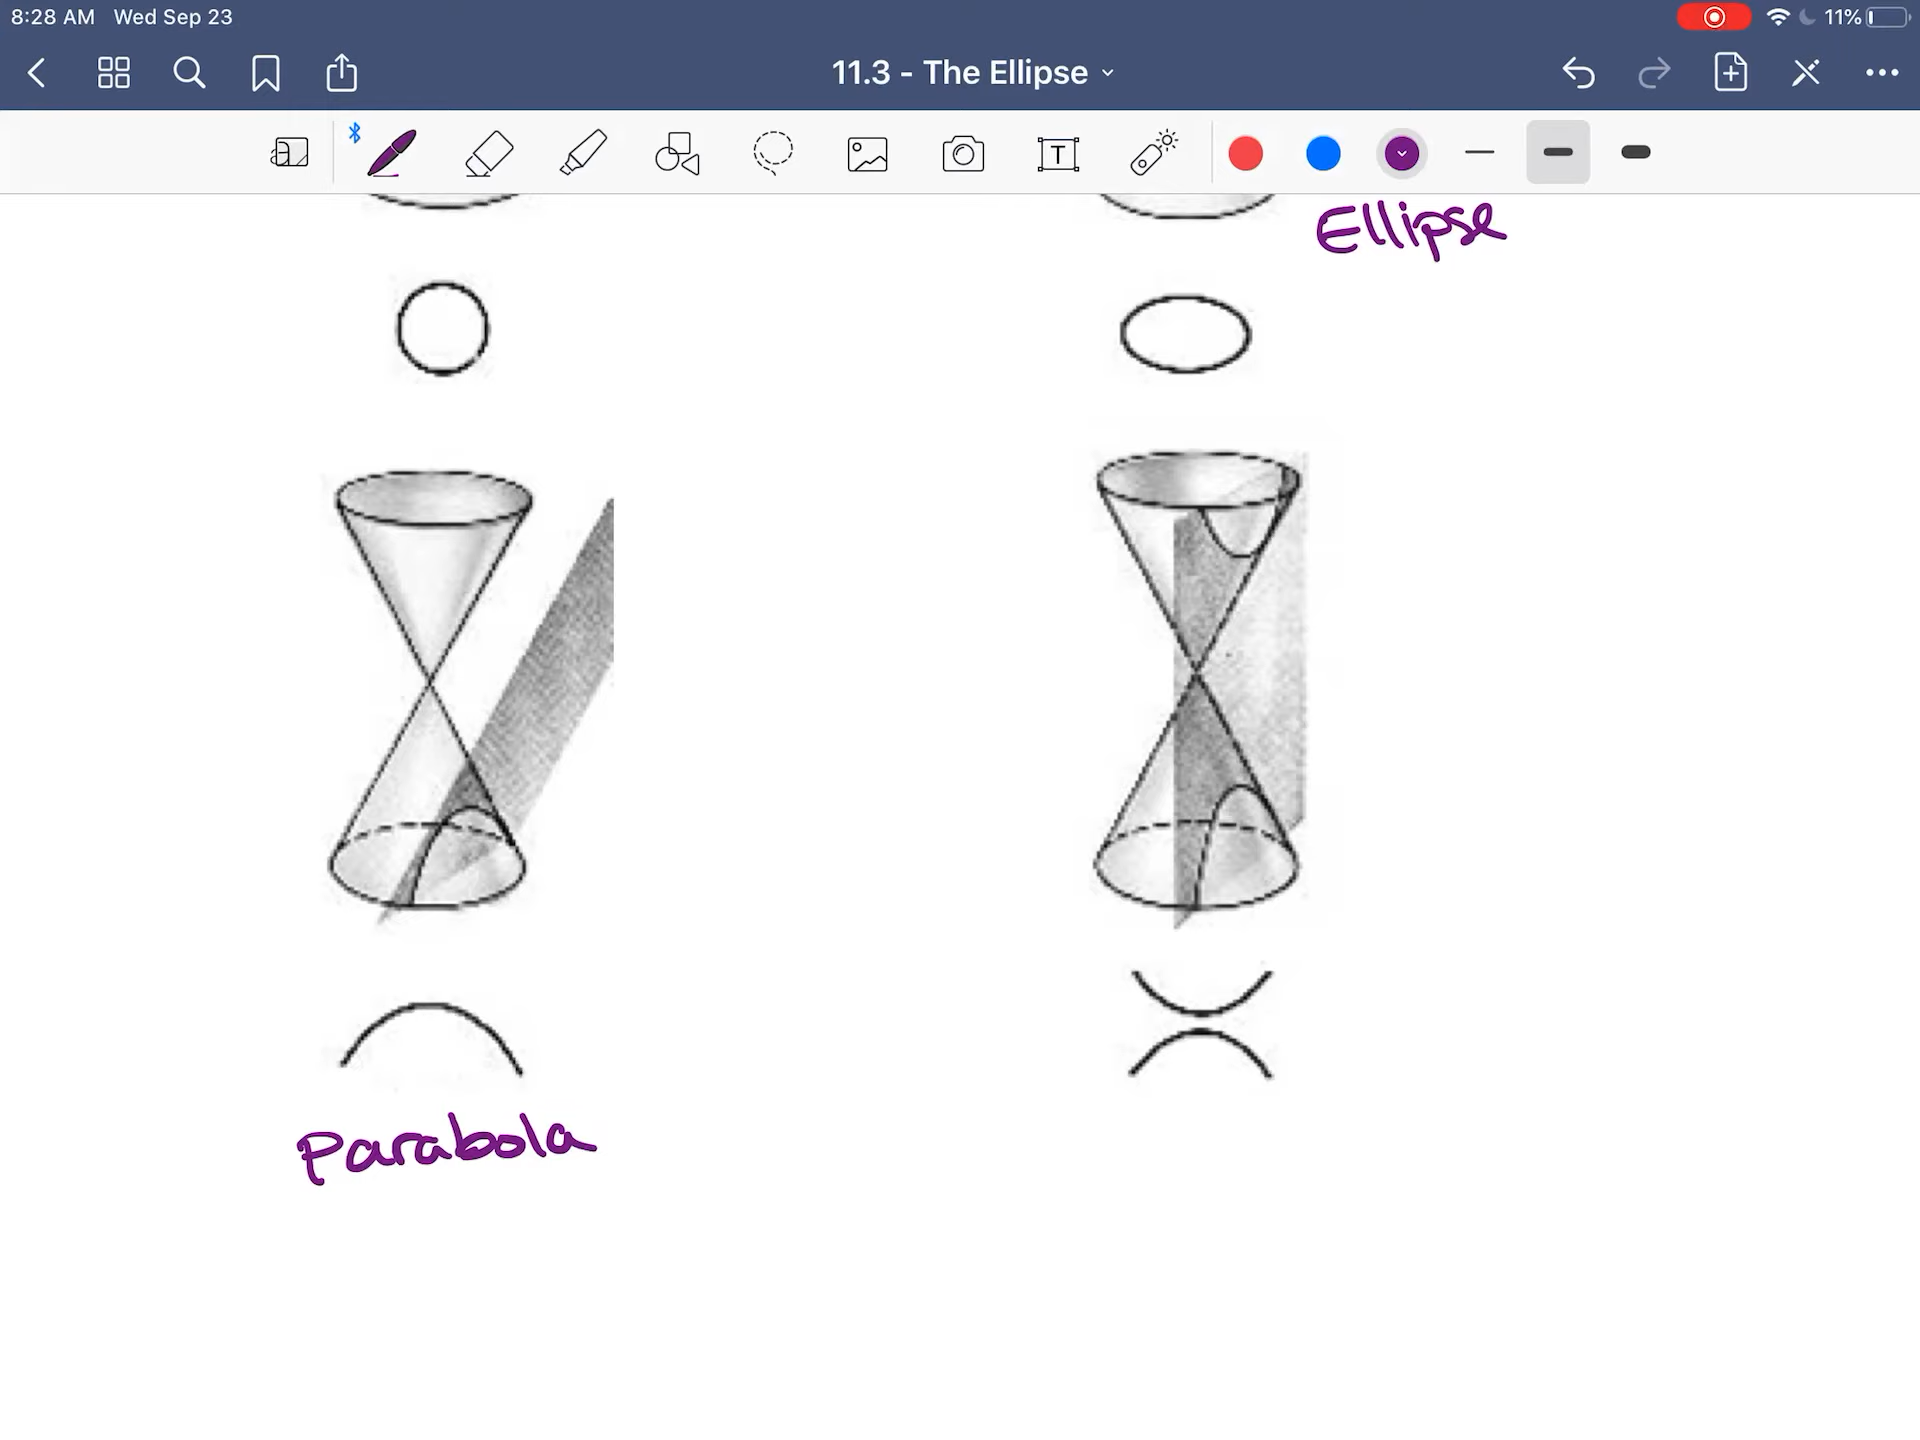 8:28 AM Wed Sep 23
11%
11.3 - The Ellipse
a
T
Ellipse
Parabola